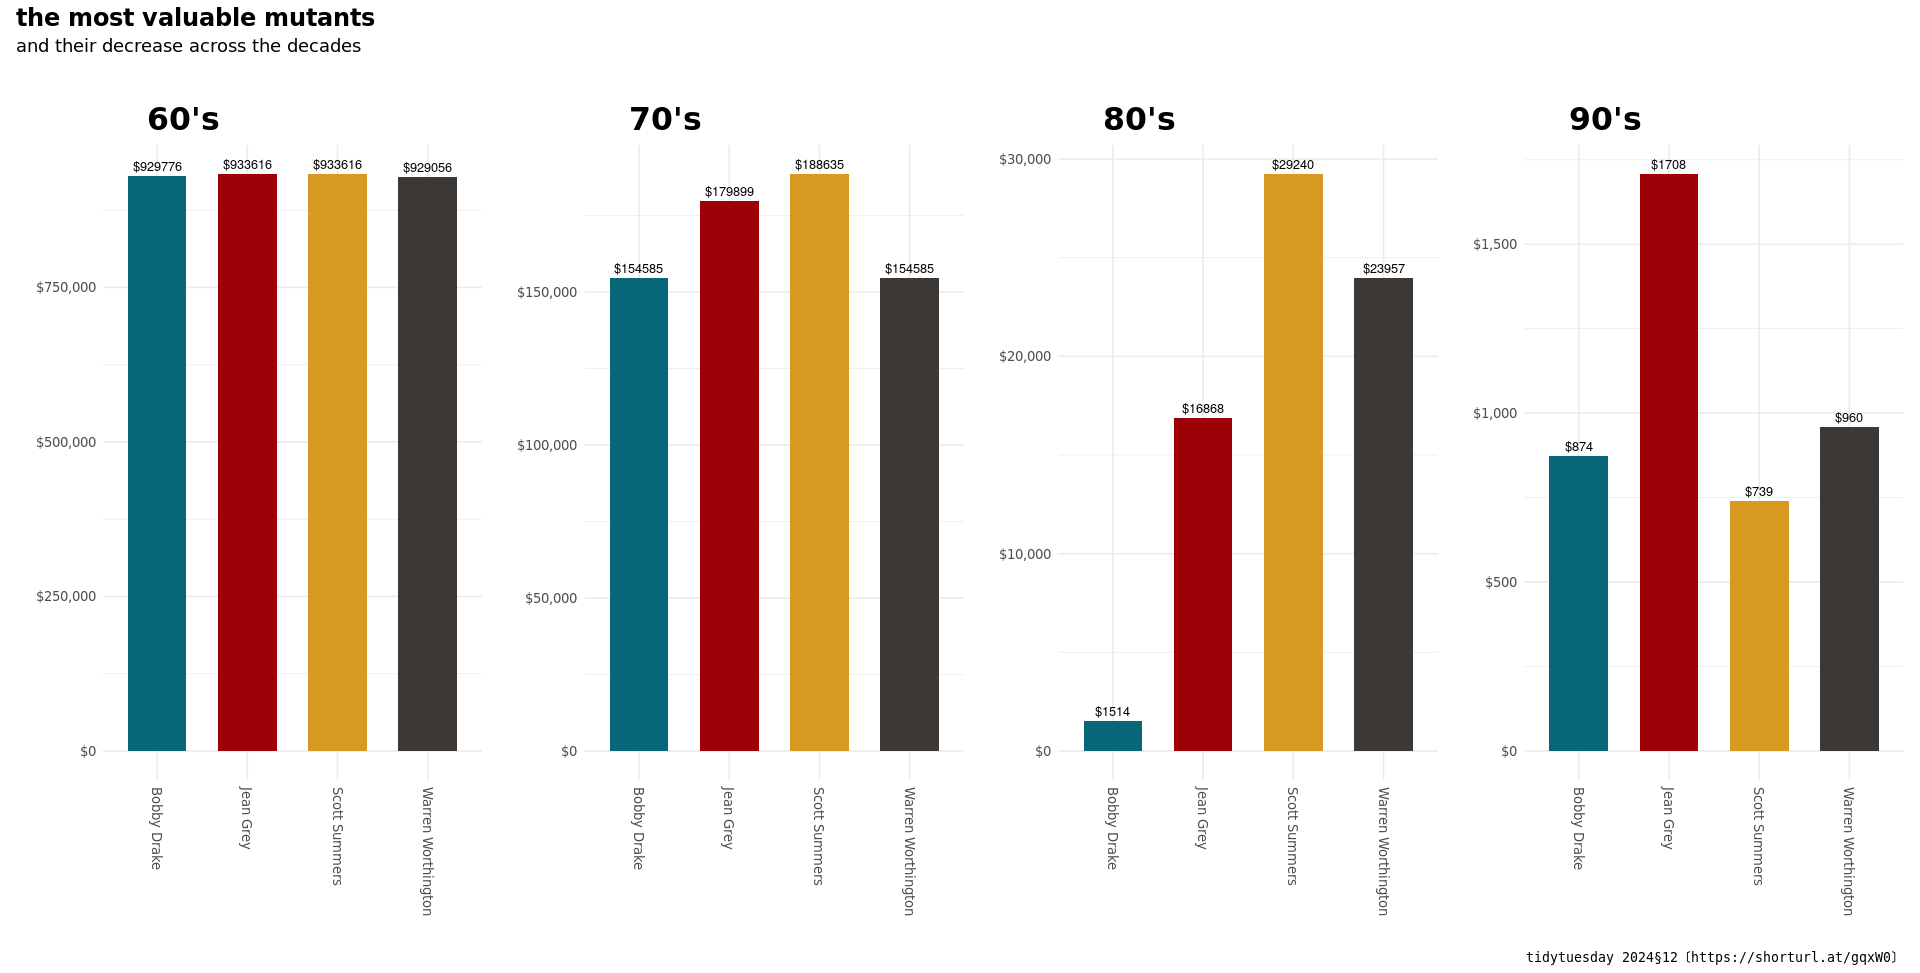 the most valuable mutants
and their decrease across the decades
60's
$929776
$933616
$933616
$929056
$750,000
$500,000
$250,000
$0
Bobby Drake
Jean Grey
Scott Summers
Warren Worthington
70's
$154585
$179899
$188635
$154585
$150,000
$100,000
$50,000
$0
Bobby Drake
Jean Grey
Scott Summers
Warren Worthington
80's
$1514
$16868
$29240
$23957
$30,000
$20,000
$10,000
$0
Bobby Drake
Jean Grey
Scott Summers
Warren Worthington
90's
$874
$1708
$739
$960
$1,500
$1,000
$500
$0
Bobby Drake
Jean Grey
Scott Summers
Warren Worthington
tidytuesday 2024§12〔https://shorturl.at/gqxW0〕